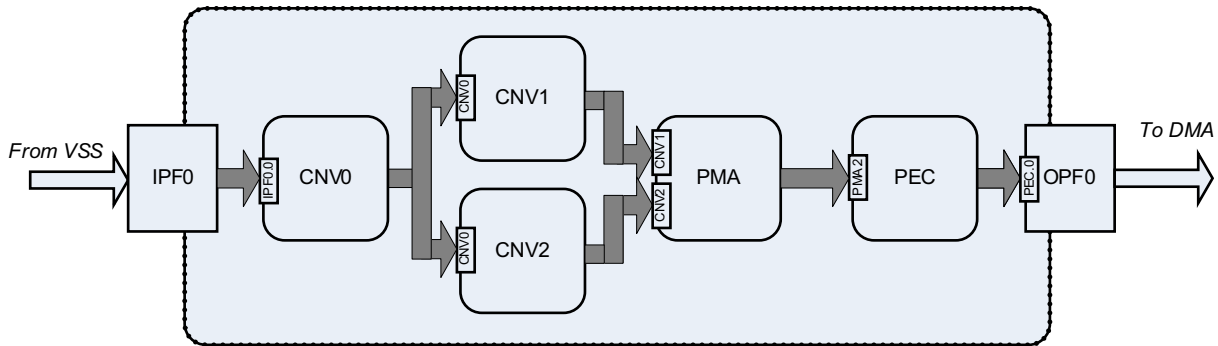 From VSS
IPF0
IPF0.0
CNV0
CNV0
CNV1
CNV0
CNV2
CNV1
CNV2
PMA
PMA.2
PEC
PEC.0
OPF0
To DMA